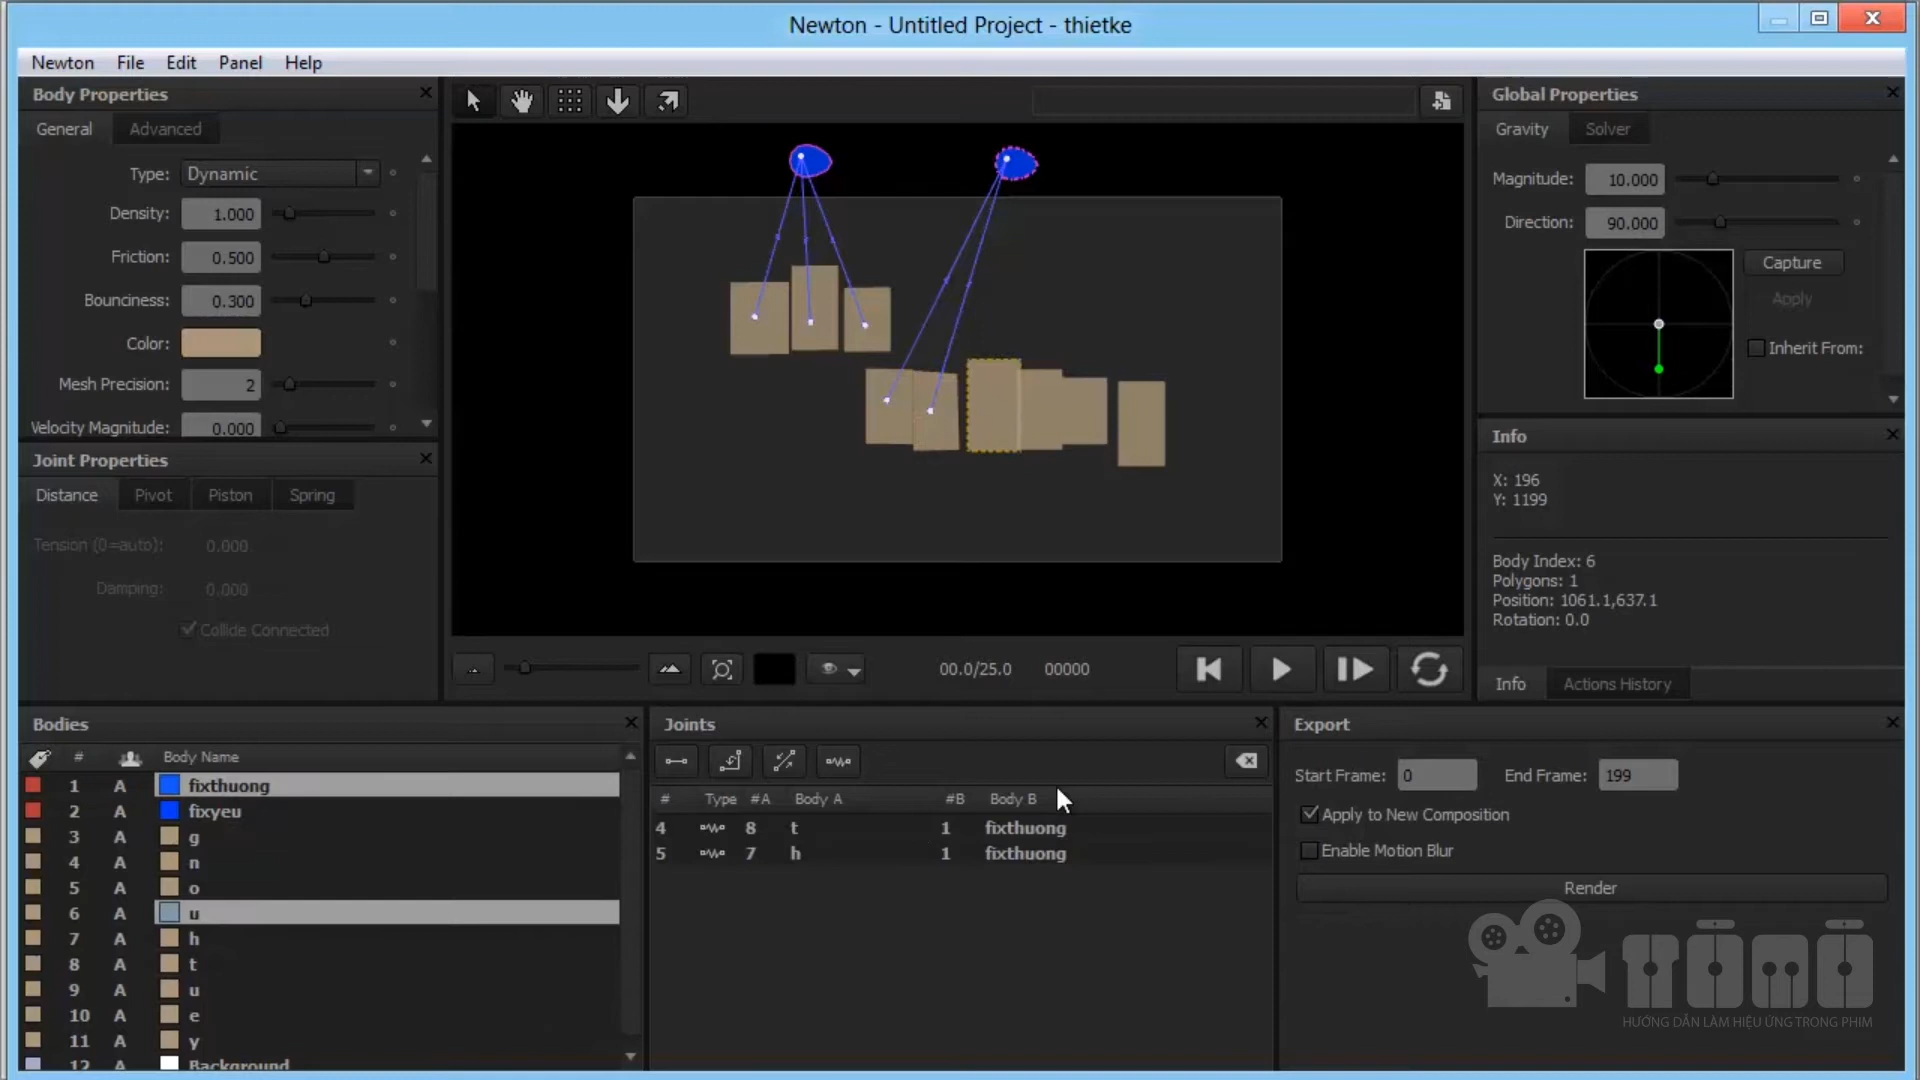 Newton - Untitled Project - thietke
Newton File Edit Panel Help
Body Properties
General Advanced
Type: Dynamic
Density: 1.000
Friction: 0.500
Bounciness: 0.300
Color:
Mesh Precision: 2
Velocity Magnitude: 0.000
Joint Properties
Distance Pivot Piston Spring
Tension (0=auto): 0.000
Damping: 0.000
Collide Connected
00.0/25.0 00000
Global Properties
Gravity Solver
Magnitude: 10.000
Direction: 90.000
Capture
Apply
Inherit From:
Info
X: 196
Y: 1199
Body Index: 6
Polygons: 1
Position: 1061.1,637.1
Rotation: 0.0
Info Actions History
Bodies
# Body Name
1 A fixthuong
2 A fixyeu
3 A g
4 A n
5 A o
6 A u
7 A h
8 A t
9 A u
10 A e
11 A y
12 A Background
Joints
# Type #A Body A #B Body B
4 8 t 1 fixthuong
5 7 h 1 fixthuong
Export
Start Frame: 0 End Frame: 199
Apply to New Composition
Enable Motion Blur
Render
HƯỚNG DẪN LÀM HIỆU ỨNG TRONG PHIM